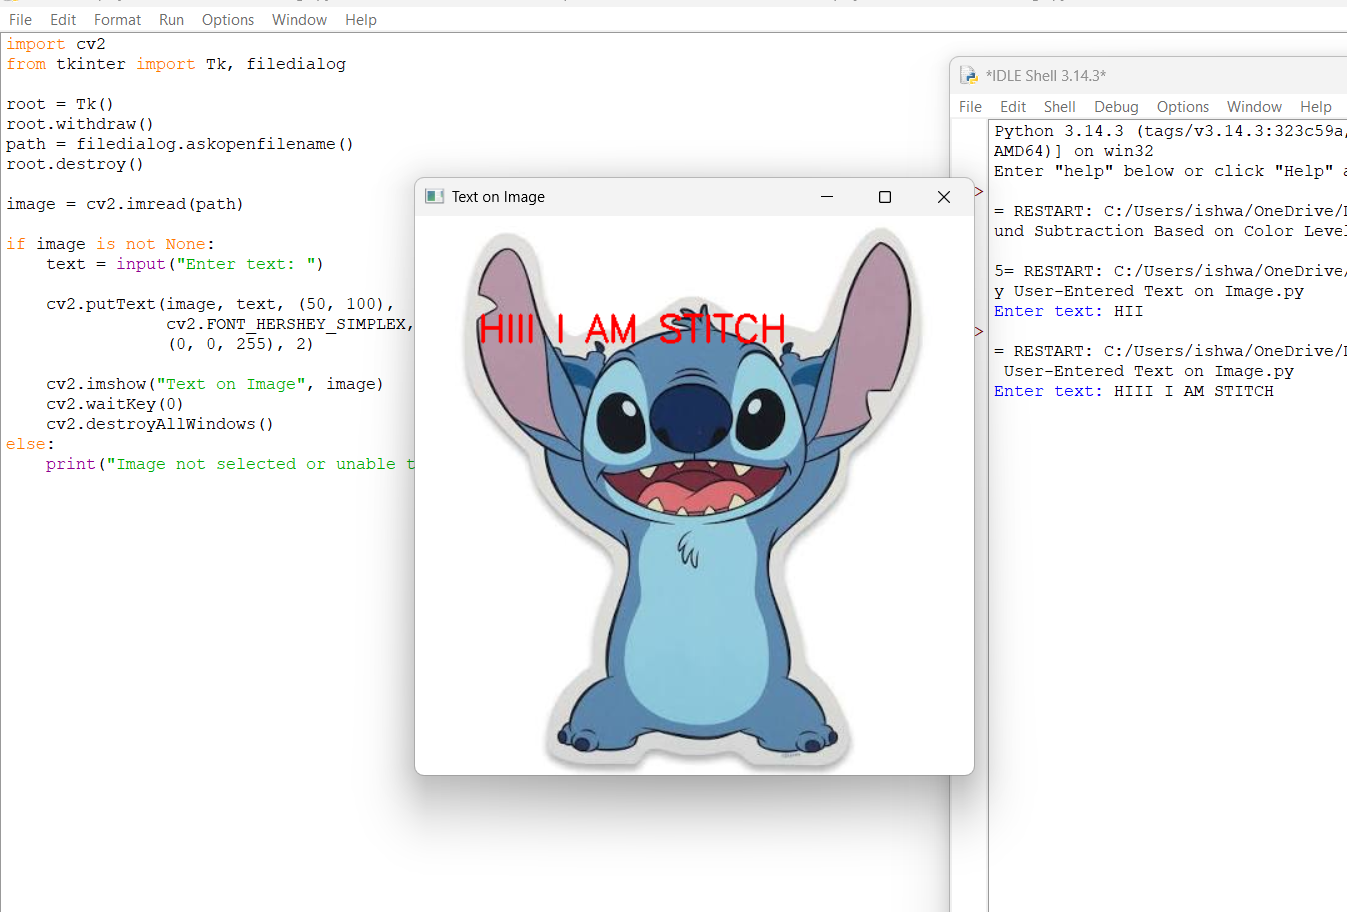 File Edit Format Run Options Window Help
import cv2
from tkinter import Tk, filedialog
root = Tk()
root.withdraw()
path = filedialog.askopenfilename()
root.destroy()
image = cv2.imread(path)
if image is not None:
    text = input("Enter text: ")
    cv2.putText(image, text, (50, 100),
                cv2.FONT_HERSHEY_SIMPLEX,
                (0, 0, 255), 2)
    cv2.imshow("Text on Image", image)
    cv2.waitKey(0)
    cv2.destroyAllWindows()
else:
    print("Image not selected or unable t
Text on Image
HIII I AM STITCH
*IDLE Shell 3.14.3*
File Edit Shell Debug Options Window Help
Python 3.14.3 (tags/v3.14.3:323c59a,
AMD64)] on win32
Enter "help" below or click "Help" a
>
= RESTART: C:/Users/ishwa/OneDrive/D
und Subtraction Based on Color Level
5= RESTART: C:/Users/ishwa/OneDrive/
y User-Entered Text on Image.py
Enter text: HII
>
= RESTART: C:/Users/ishwa/OneDrive/D
User-Entered Text on Image.py
Enter text: HIII I AM STITCH